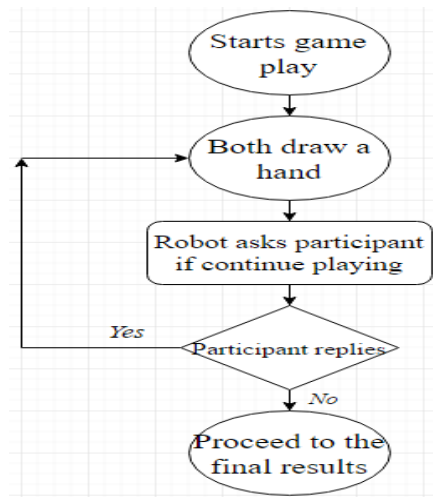 Starts game
play
Both draw a
hand
Robot asks participant
if continue playing
Yes
Participant replies
No
Proceed to the
final results